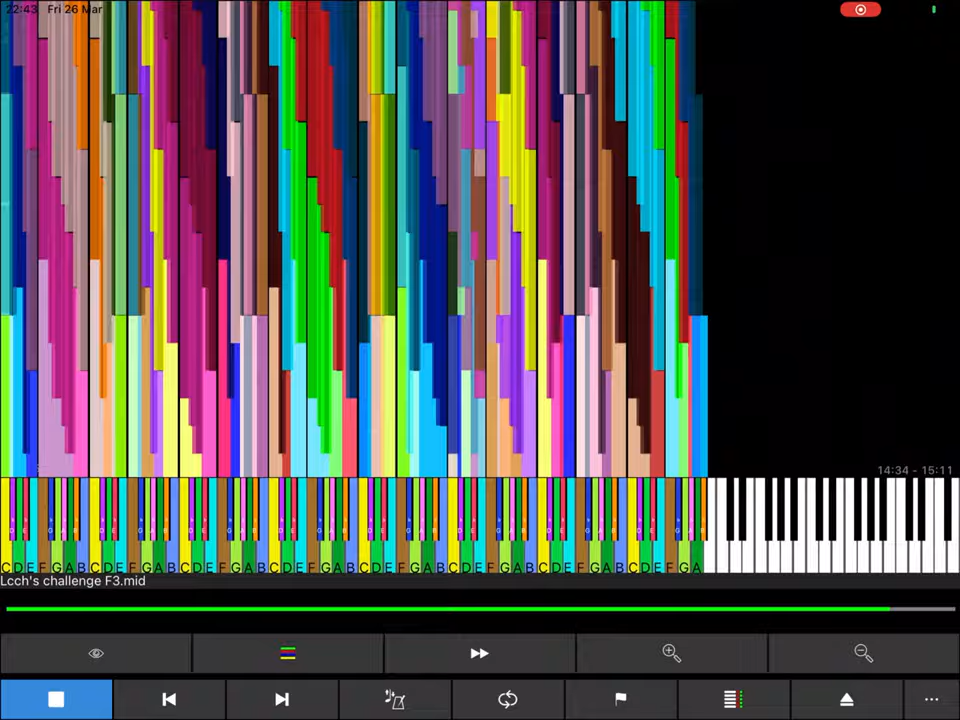 22:43 Fri 26 Mar
14:34 - 15:11
C D E F G A B C D E F G A B C D E F G A B C D E F G A B C D E F G A B C D E F G A B C D E F G A
Lcch's challenge F3.mid